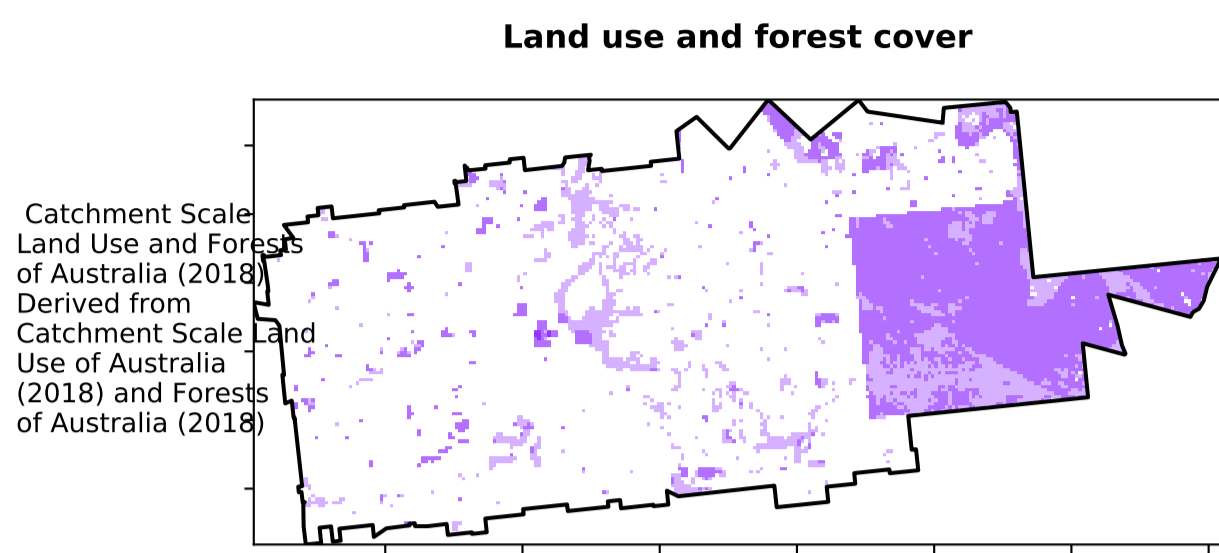 Land use and forest cover
Catchment Scale
Land Use and Forests
of Australia (2018)
Derived from
Catchment Scale Land
Use of Australia
(2018) and Forests
of Australia (2018)